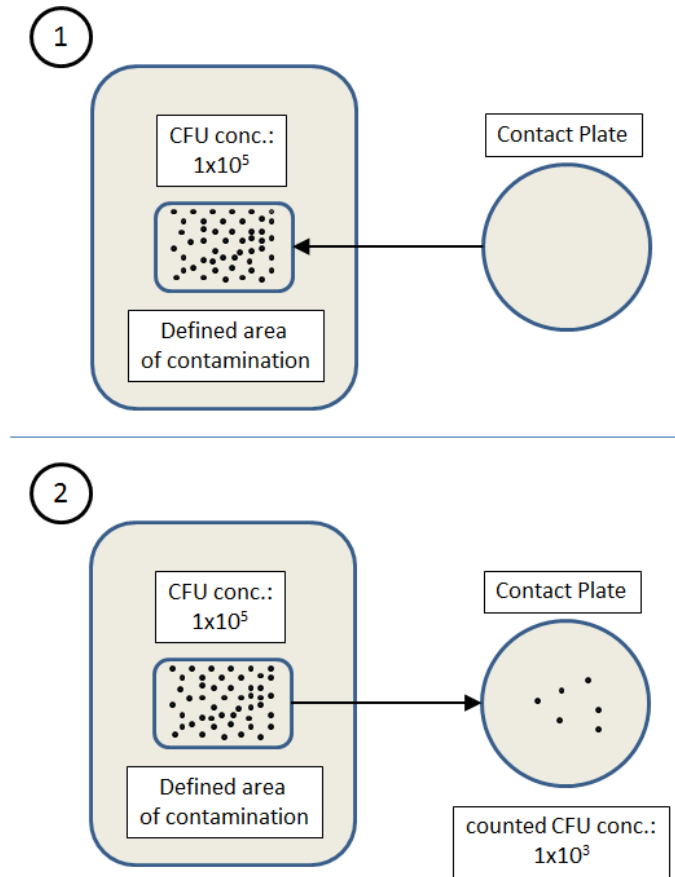 1
CFU conc.:
1x10⁵
Contact Plate
Defined area
of contamination
2
CFU conc.:
1x10⁵
Contact Plate
Defined area
of contamination
counted CFU conc.:
1x10³